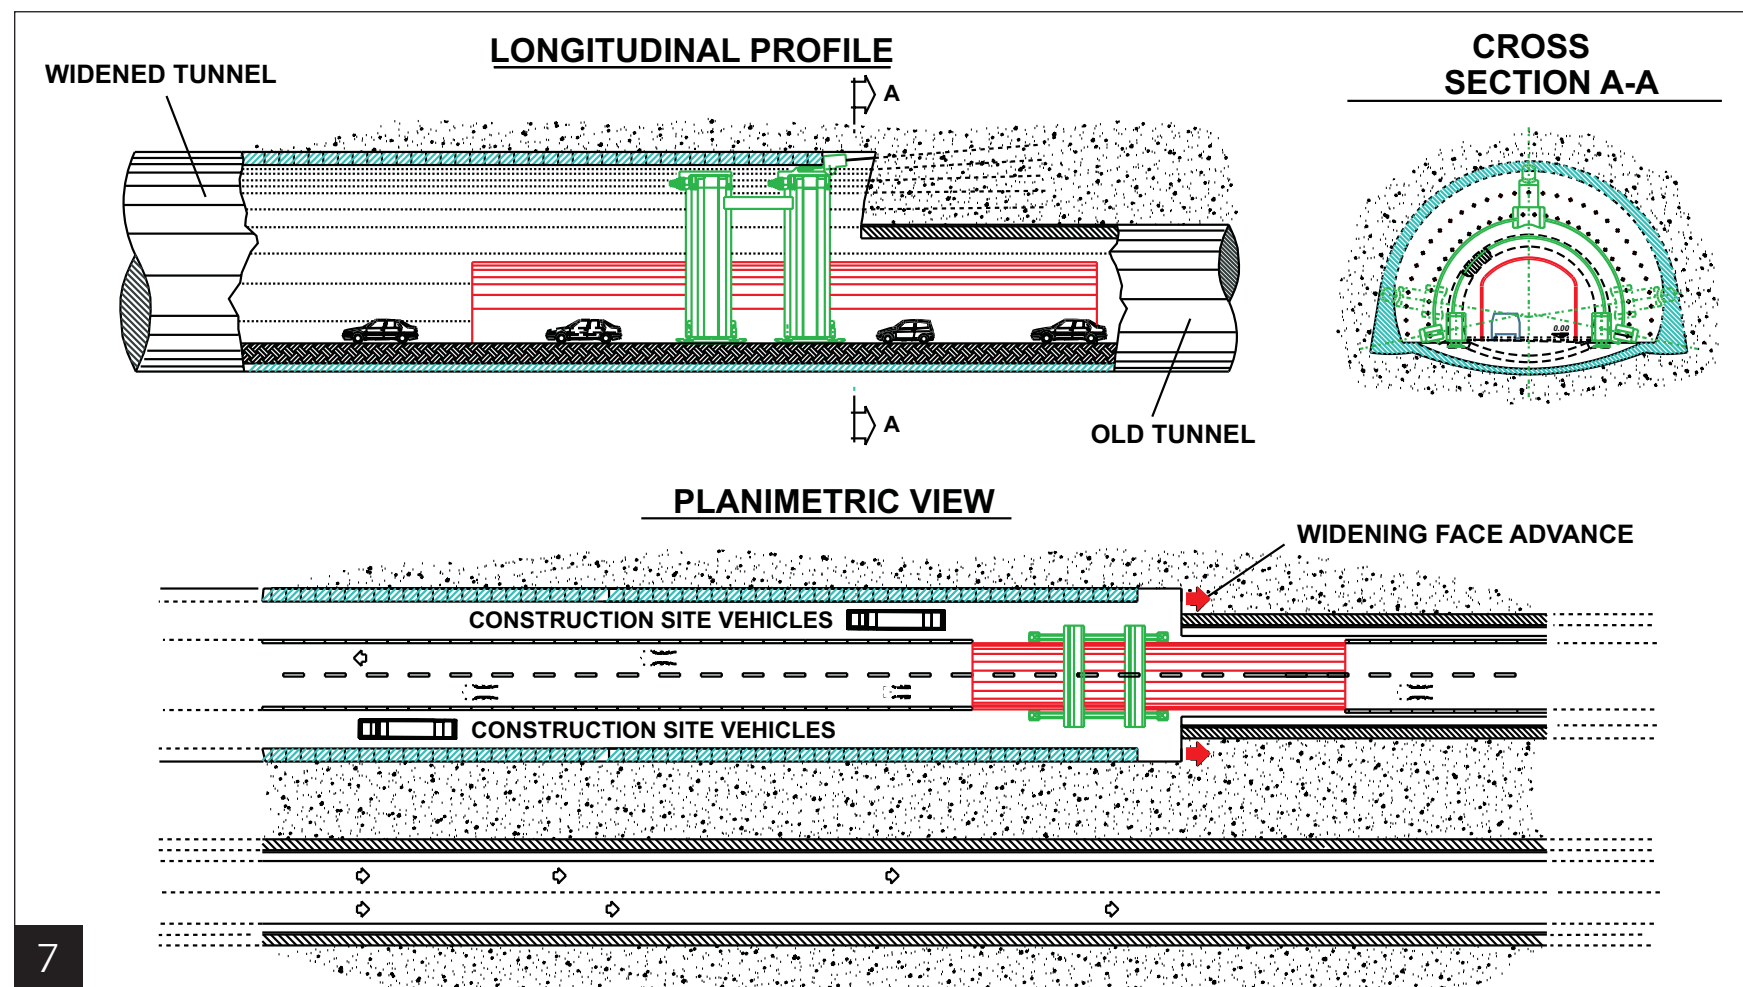 LONGITUDINAL PROFILE
WIDENED TUNNEL
A
CROSS
SECTION A-A
0.00
A
OLD TUNNEL
PLANIMETRIC VIEW
WIDENING FACE ADVANCE
CONSTRUCTION SITE VEHICLES
CONSTRUCTION SITE VEHICLES
7